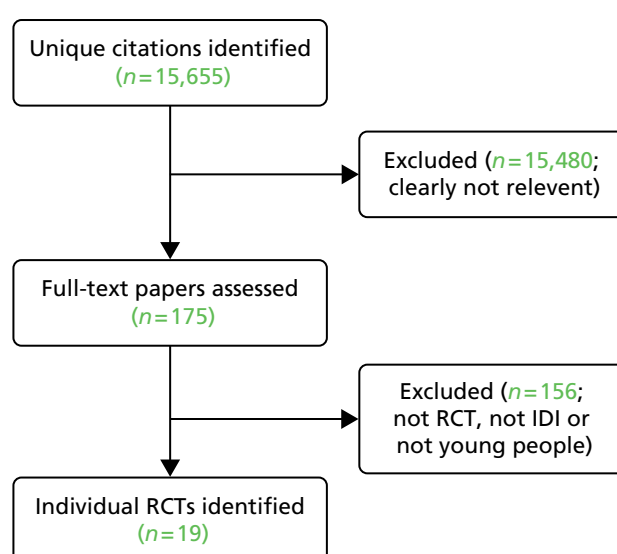 Unique citations identified
(n=15,655)
Excluded (n=15,480;
clearly not relevent)
Full-text papers assessed
(n=175)
Excluded (n=156;
not RCT, not IDI or
not young people)
Individual RCTs identified
(n=19)